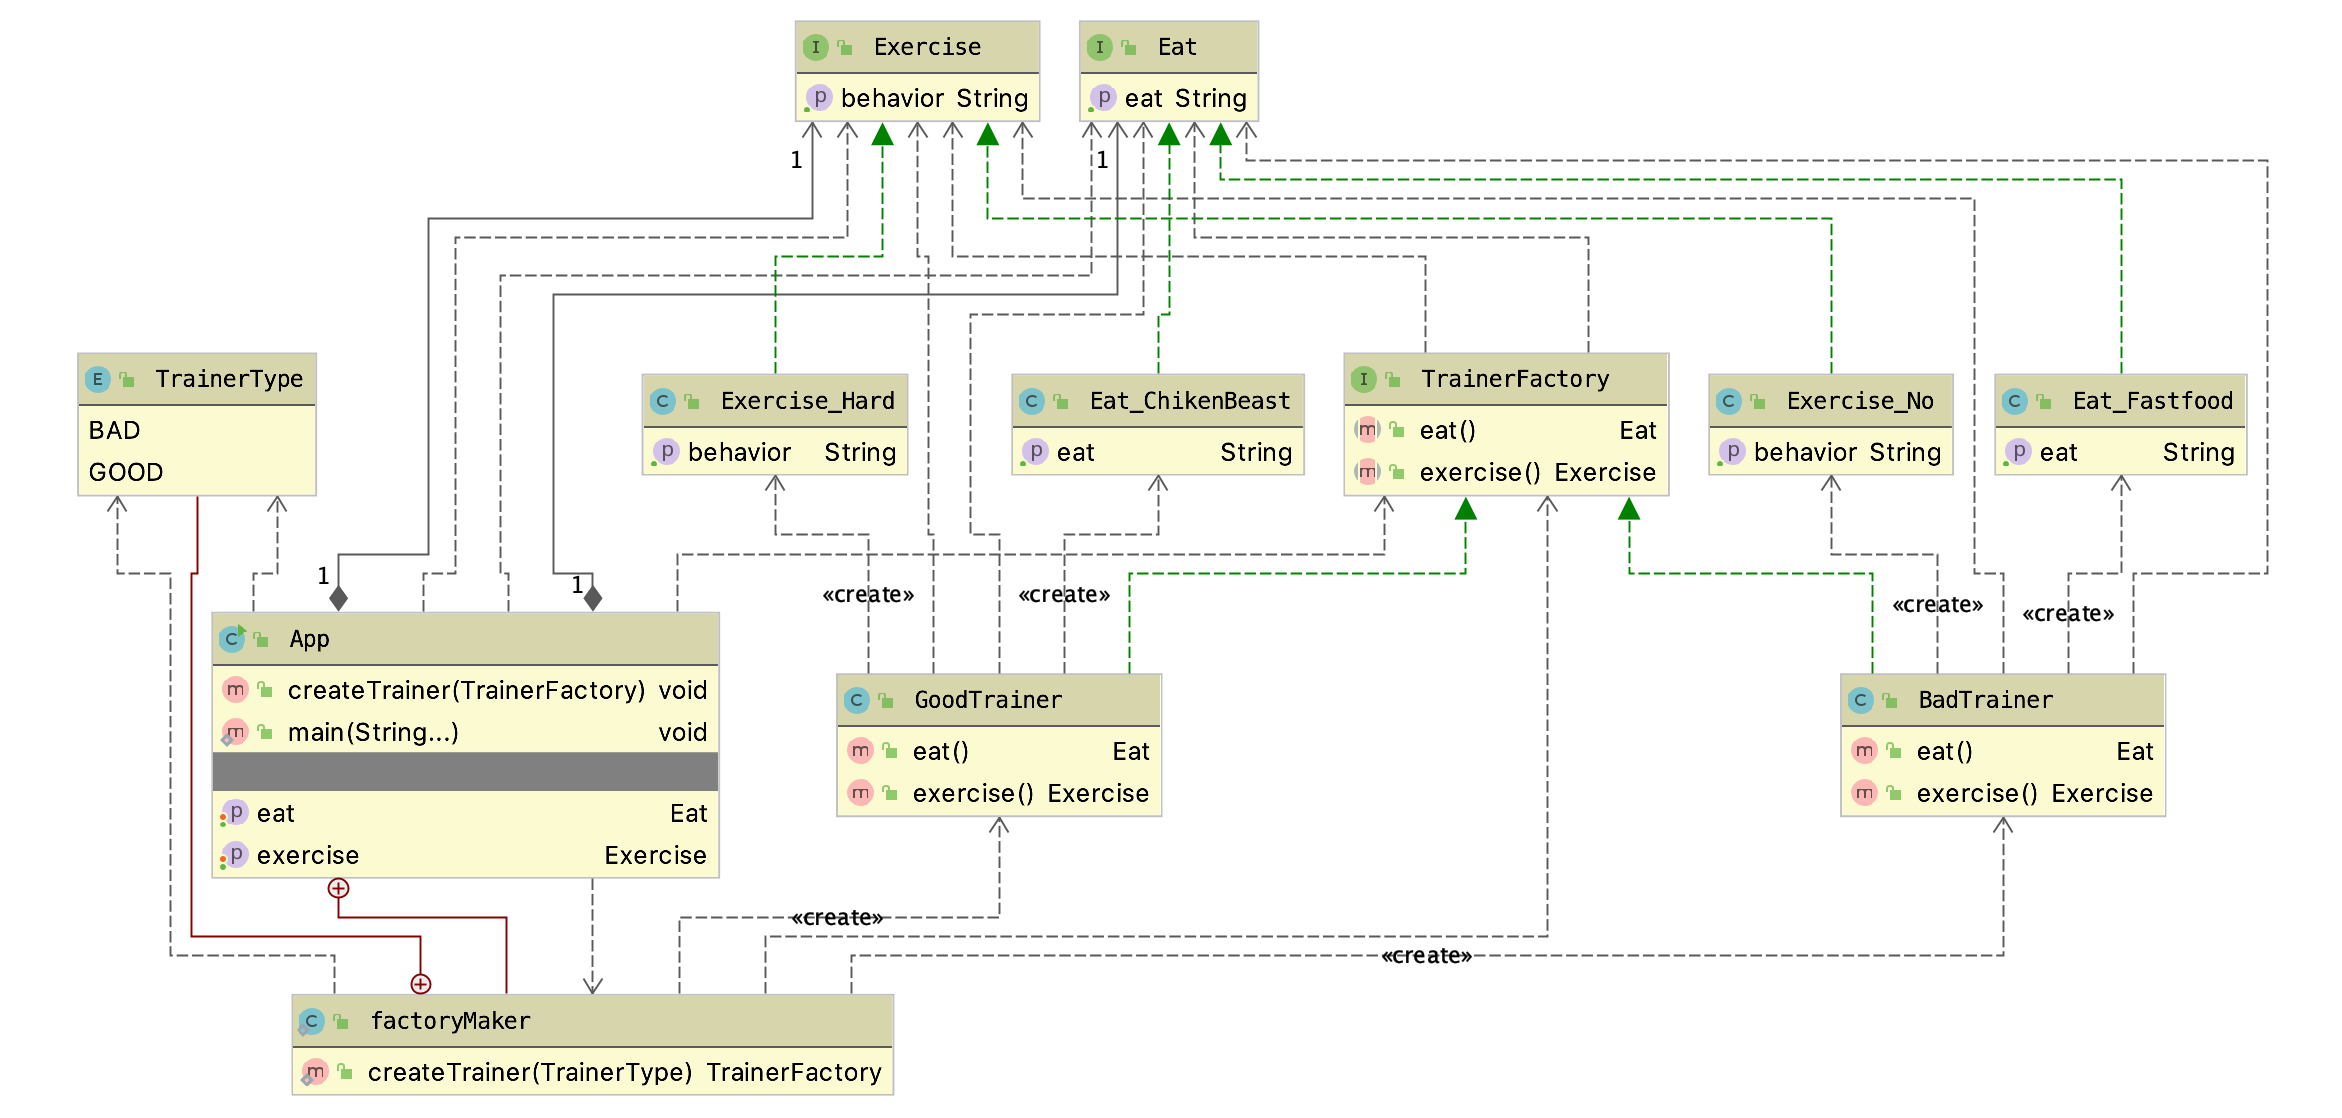 Exercise
behavior String
Eat
eat String
1
1
TrainerType
BAD
GOOD
Exercise_Hard
behavior String
Eat_ChikenBeast
eat String
TrainerFactory
eat() Eat
exercise() Exercise
Exercise_No
behavior String
Eat_Fastfood
eat String
1
1
«create»
«create»
«create»
«create»
App
createTrainer(TrainerFactory) void
main(String...) void
eat Eat
exercise Exercise
GoodTrainer
eat() Eat
exercise() Exercise
BadTrainer
eat() Eat
exercise() Exercise
«create»
«create»
factoryMaker
createTrainer(TrainerType) TrainerFactory